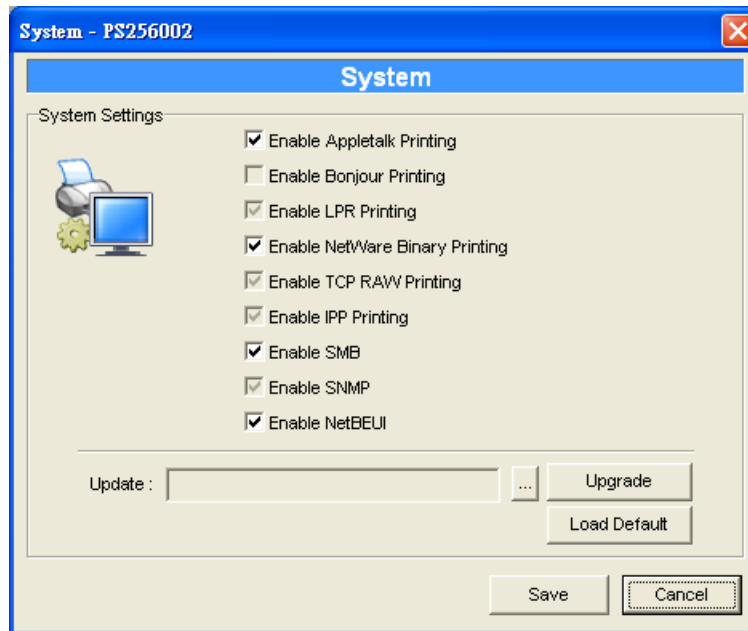 System - PS256002
System
System Settings
Enable Appletalk Printing
Enable Bonjour Printing
Enable LPR Printing
Enable NetWare Binary Printing
Enable TCP RAW Printing
Enable IPP Printing
Enable SMB
Enable SNMP
Enable NetBEUI
Update : ... Upgrade
Load Default
Save Cancel